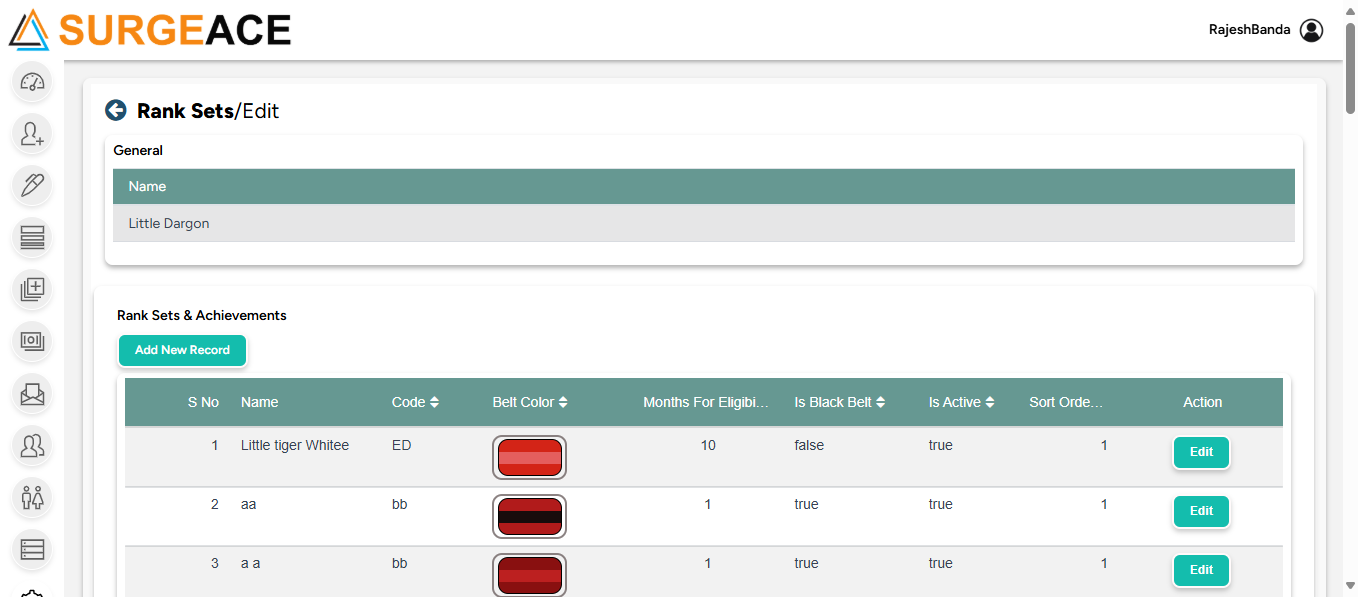 SURGEACE
RajeshBanda
Rank Sets/Edit
General
Name
Little Dargon
Rank Sets & Achievements
Add New Record
S No Name Code Belt Color Months For Eligibi... Is Black Belt Is Active Sort Orde... Action
1 Little tiger Whitee ED 10 false true 1 Edit
2 aa bb 1 true true 1 Edit
3 a a bb 1 true true 1 Edit